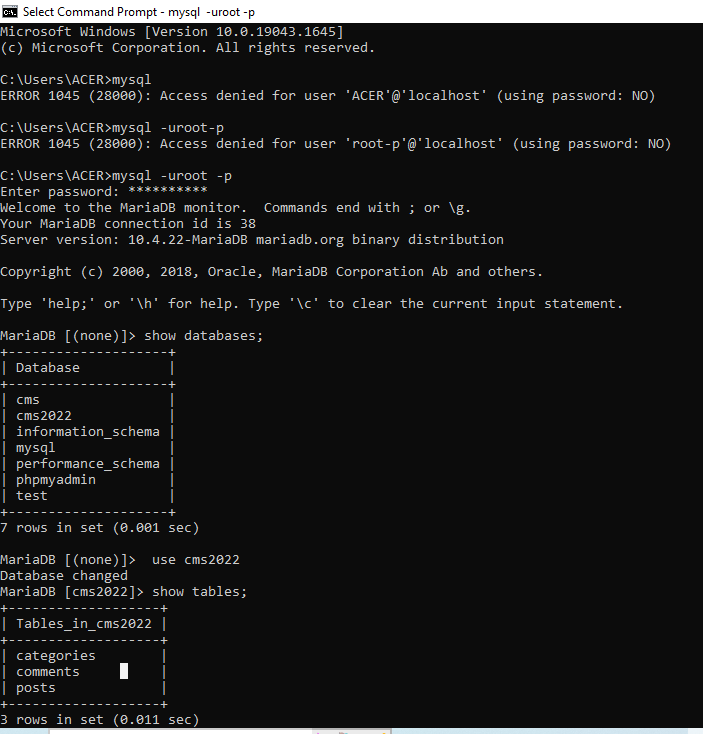 Select Command Prompt - mysql  -uroot -p
Microsoft Windows [Version 10.0.19043.1645]
(c) Microsoft Corporation. All rights reserved.
C:\Users\ACER>mysql
ERROR 1045 (28000): Access denied for user 'ACER'@'localhost' (using password: NO)
C:\Users\ACER>mysql -uroot-p
ERROR 1045 (28000): Access denied for user 'root-p'@'localhost' (using password: NO)
C:\Users\ACER>mysql -uroot -p
Enter password: **********
Welcome to the MariaDB monitor.  Commands end with ; or \g.
Your MariaDB connection id is 38
Server version: 10.4.22-MariaDB mariadb.org binary distribution
Copyright (c) 2000, 2018, Oracle, MariaDB Corporation Ab and others.
Type 'help;' or '\h' for help. Type '\c' to clear the current input statement.
MariaDB [(none)]> show databases;
+--------------------+
| Database           |
+--------------------+
| cms                |
| cms2022            |
| information_schema |
| mysql              |
| performance_schema |
| phpmyadmin         |
| test               |
+--------------------+
7 rows in set (0.001 sec)
MariaDB [(none)]>  use cms2022
Database changed
MariaDB [cms2022]> show tables;
+-------------------+
| Tables_in_cms2022 |
+-------------------+
| categories        |
| comments          |
| posts             |
+-------------------+
3 rows in set (0.011 sec)